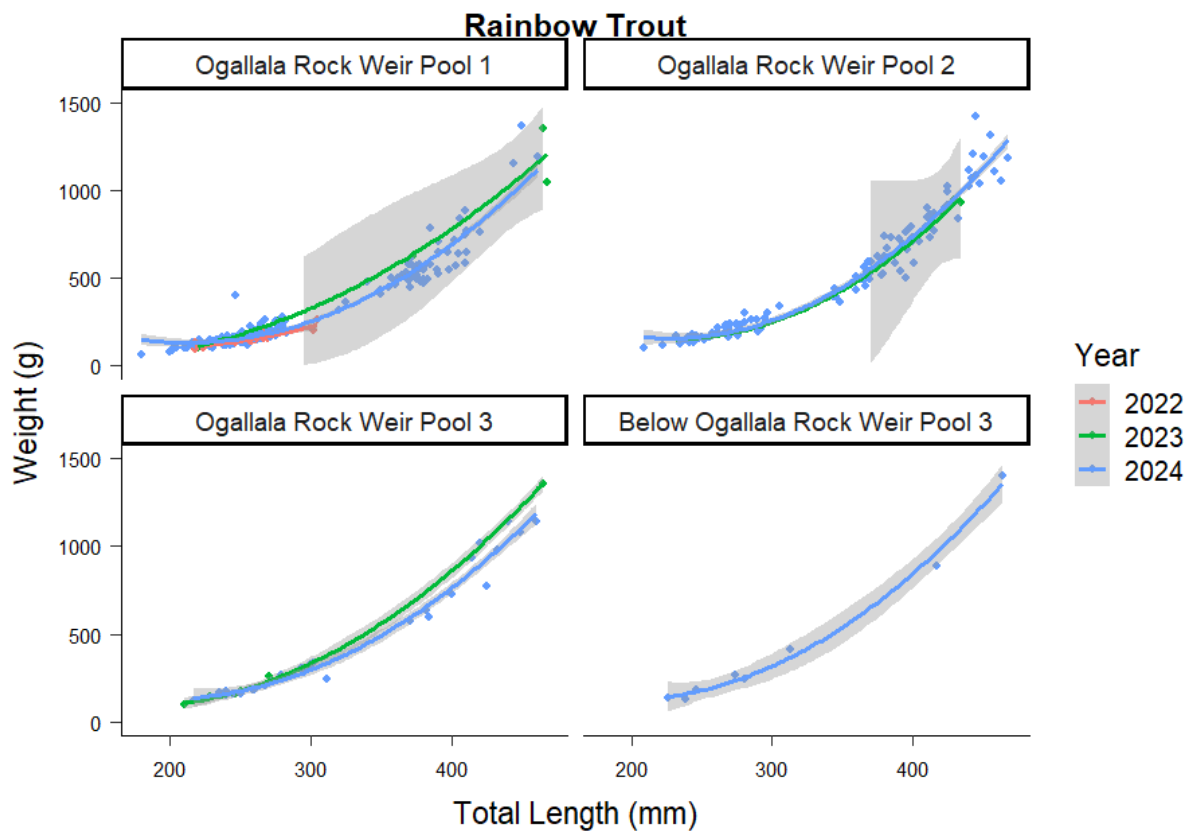 Rainbow Trout
Ogallala Rock Weir Pool 1
Ogallala Rock Weir Pool 2
1500
1000
500
0
Ogallala Rock Weir Pool 3
Below Ogallala Rock Weir Pool 3
1500
1000
500
0
200 300 400
200 300 400
Weight (g)
Total Length (mm)
Year
2022
2023
2024